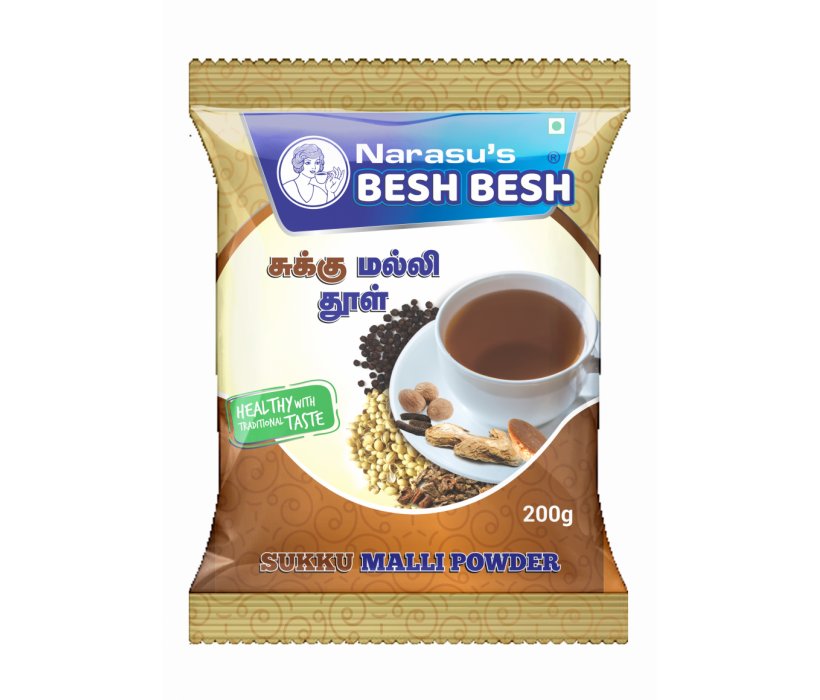 Narasu's
®
BESH BESH
சுக்கு மல்லி
தூள்
HEALTHY WITH
TRADITIONAL TASTE
200g
SUKKU MALLI POWDER